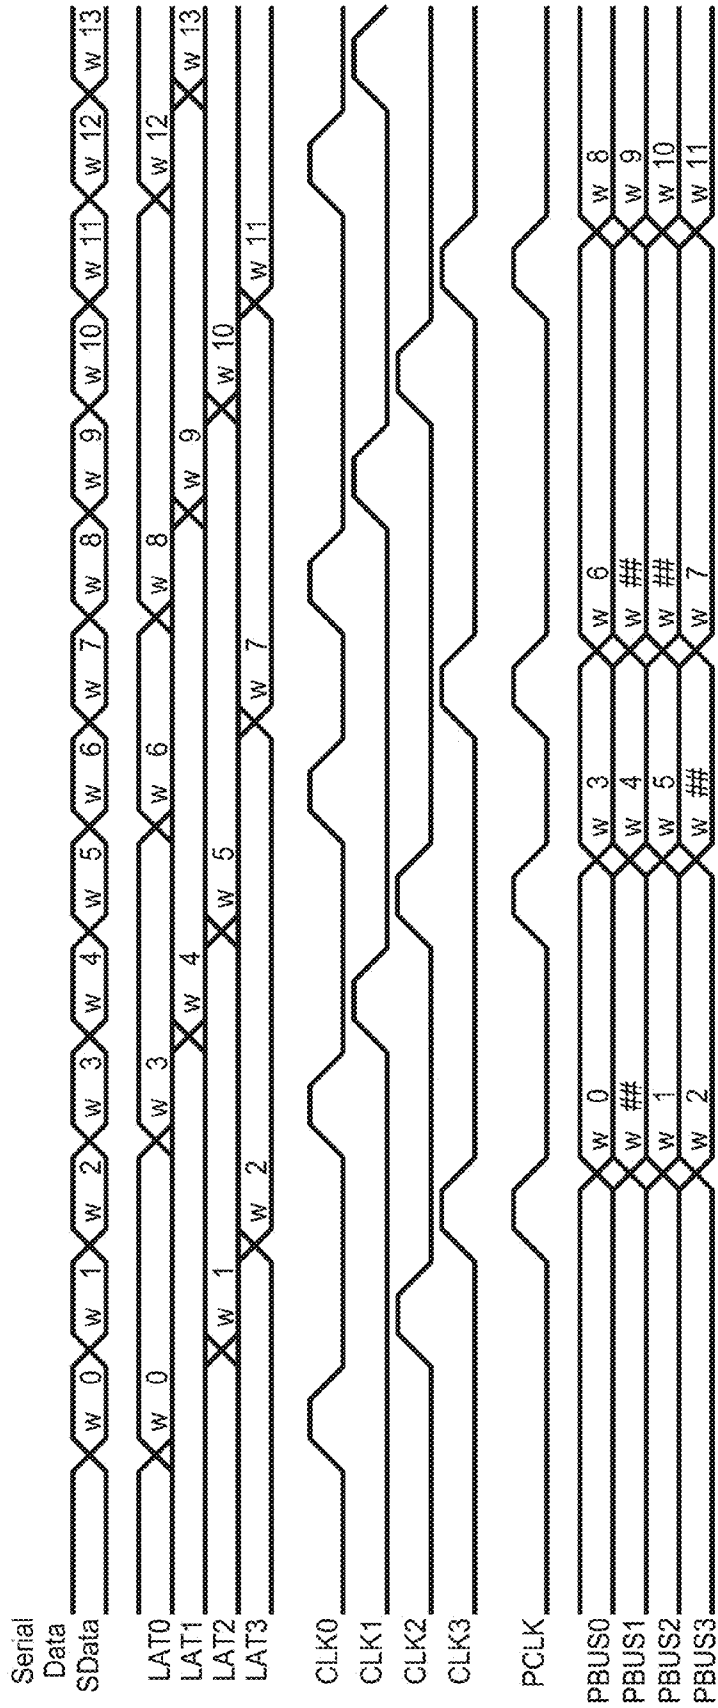 Serial
Data
SData w 0 w 1 w 2 w 3 w 4 w 5 w 6 w 7 w 8 w 9 w 10 w 11 w 12 w 13
LAT0 w 0 w 3 w 6 w 8 w 12
LAT1 w 4 w 9 w 13
LAT2 w 1 w 5 w 10
LAT3 w 2 w 7 w 11
CLK0
CLK1
CLK2
CLK3
PCLK
PBUS0 w 0 w 3 w 6 w 8
PBUS1 w ## w 4 w ## w 9
PBUS2 w 1 w 5 w ## w 10
PBUS3 w 2 w ## w 7 w 11